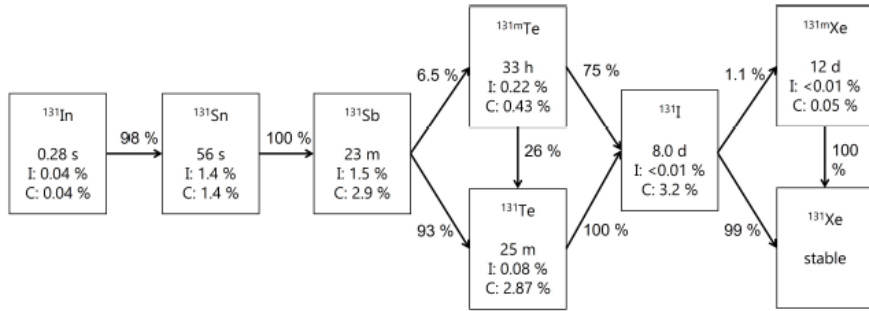 ¹³¹In
0.28 s
I: 0.04 %
C: 0.04 %
98 %
¹³¹Sn
56 s
I: 1.4 %
C: 1.4 %
100 %
¹³¹Sb
23 m
I: 1.5 %
C: 2.9 %
6.5 %
93 %
¹³¹ᵐTe
33 h
I: 0.22 %
C: 0.43 %
26 %
¹³¹Te
25 m
I: 0.08 %
C: 2.87 %
75 %
100 %
¹³¹I
8.0 d
I: <0.01 %
C: 3.2 %
1.1 %
99 %
¹³¹ᵐXe
12 d
I: <0.01 %
C: 0.05 %
100
%
¹³¹Xe
stable